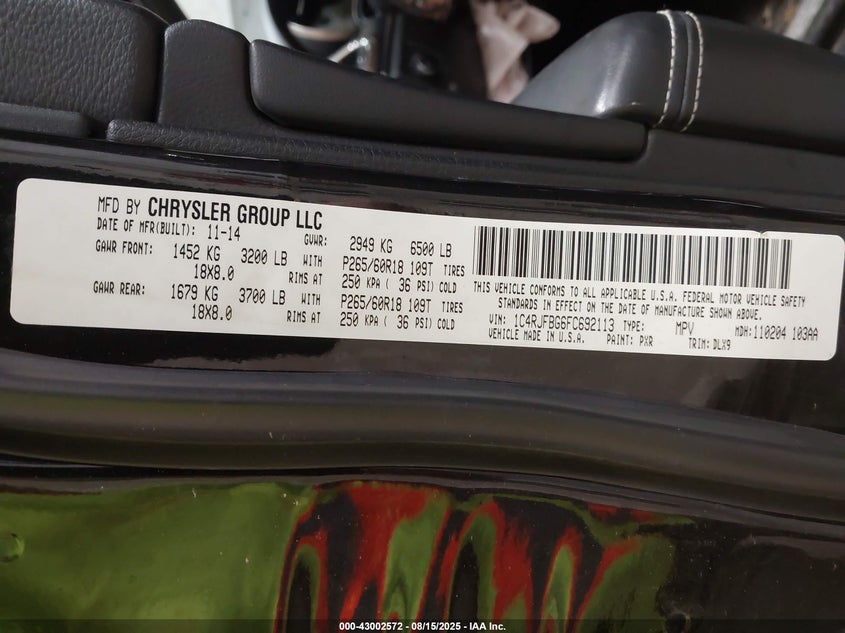 MFD BY CHRYSLER GROUP LLC
DATE OF MFR(BUILT): 11-14 GVWR: 2949 KG 6500 LB
GAWR FRONT: 1452 KG 3200 LB WITH P265/60R18 109T TIRES
18X8.0 RIMS AT 250 KPA ( 36 PSI) COLD
GAWR REAR: 1679 KG 3700 LB WITH P265/60R18 109T TIRES
18X8.0 RIMS AT 250 KPA ( 36 PSI) COLD
THIS VEHICLE CONFORMS TO ALL APPLICABLE U.S.A. FEDERAL MOTOR VEHICLE SAFETY
STANDARDS IN EFFECT ON THE DATE OF MANUFACTURE SHOWN ABOVE.
VIN: 1C4RJFBG6FC692113 TYPE: MPV MDH:110204 103AA
VEHICLE MADE IN U.S.A. PAINT: PXR TRIM: DLX9
000-43002572 - 08/15/2025 - IAA Inc.